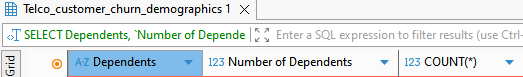 Telco_customer_churn_demographics 1
SELECT Dependents, `Number of Depende
Enter a SQL expression to filter results (use Ctrl-
Grid
A-Z Dependents 123 Number of Dependents 123 COUNT(*)